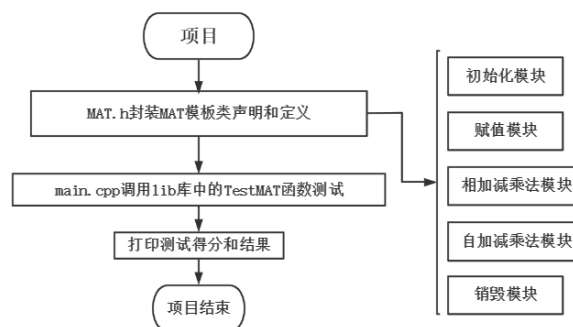 项目
MAT.h封装MAT模板类声明和定义
main.cpp调用lib库中的TestMAT函数测试
打印测试得分和结果
项目结束
初始化模块
赋值模块
相加减乘法模块
自加减乘法模块
销毁模块